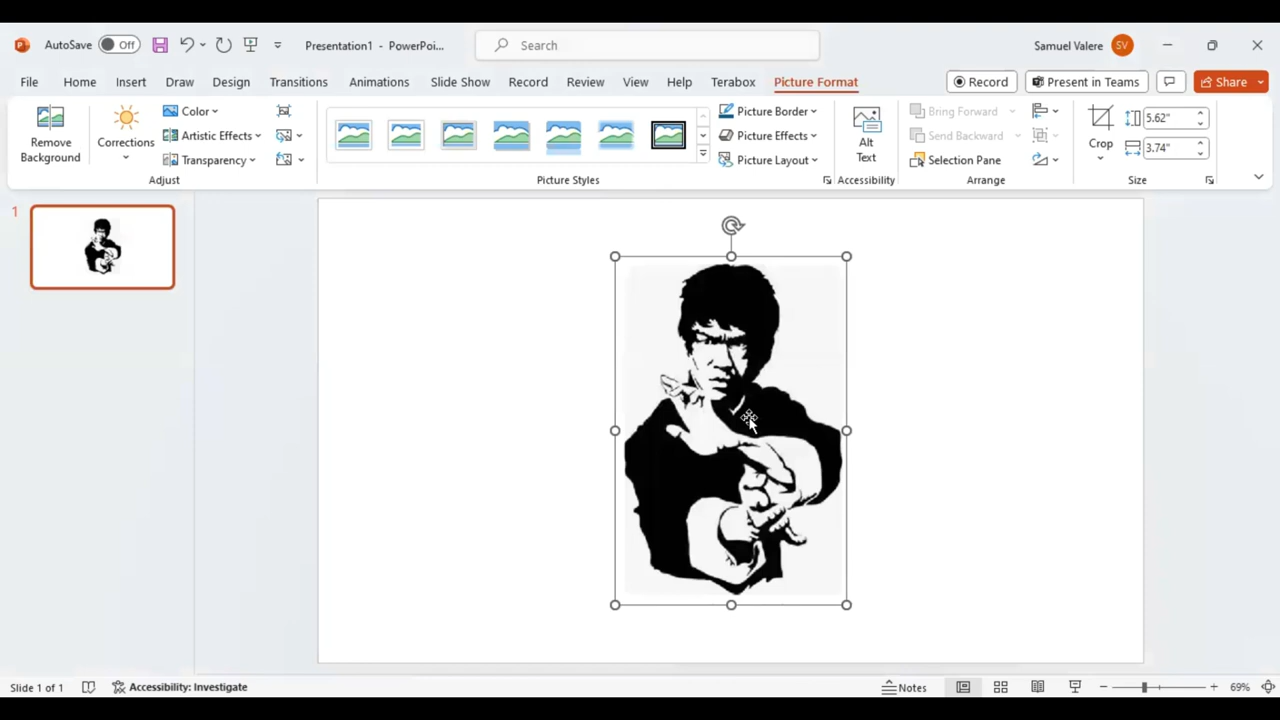 AutoSave Off Presentation1 - PowerPoi... Search Samuel Valere SV
File Home Insert Draw Design Transitions Animations Slide Show Record Review View Help Terabox Picture Format Record Present in Teams Share
Remove Background
Corrections
Color
Artistic Effects
Transparency
Adjust
Picture Border
Picture Effects
Picture Layout
Picture Styles
Alt Text
Accessibility
Bring Forward
Send Backward
Selection Pane
Arrange
Crop
5.62"
3.74"
Size
1
Slide 1 of 1 Accessibility: Investigate Notes 69%